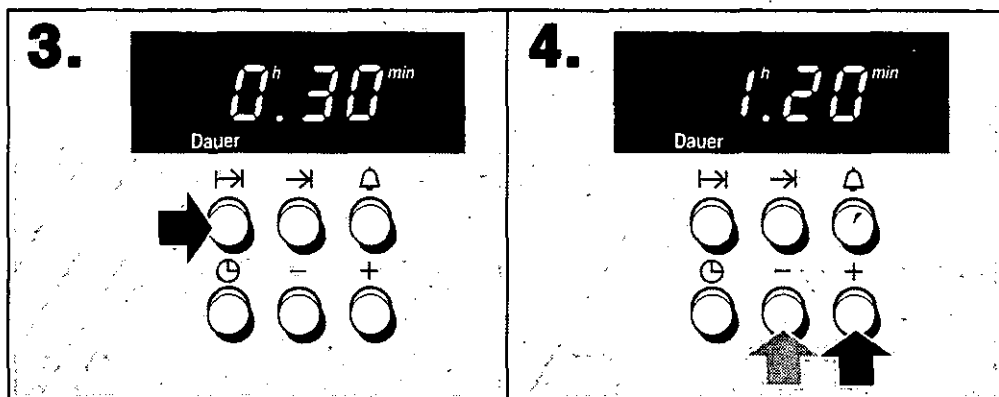 3.
0 h . 30 min
Dauer
− +
4.
1 h . 20 min
Dauer
− +